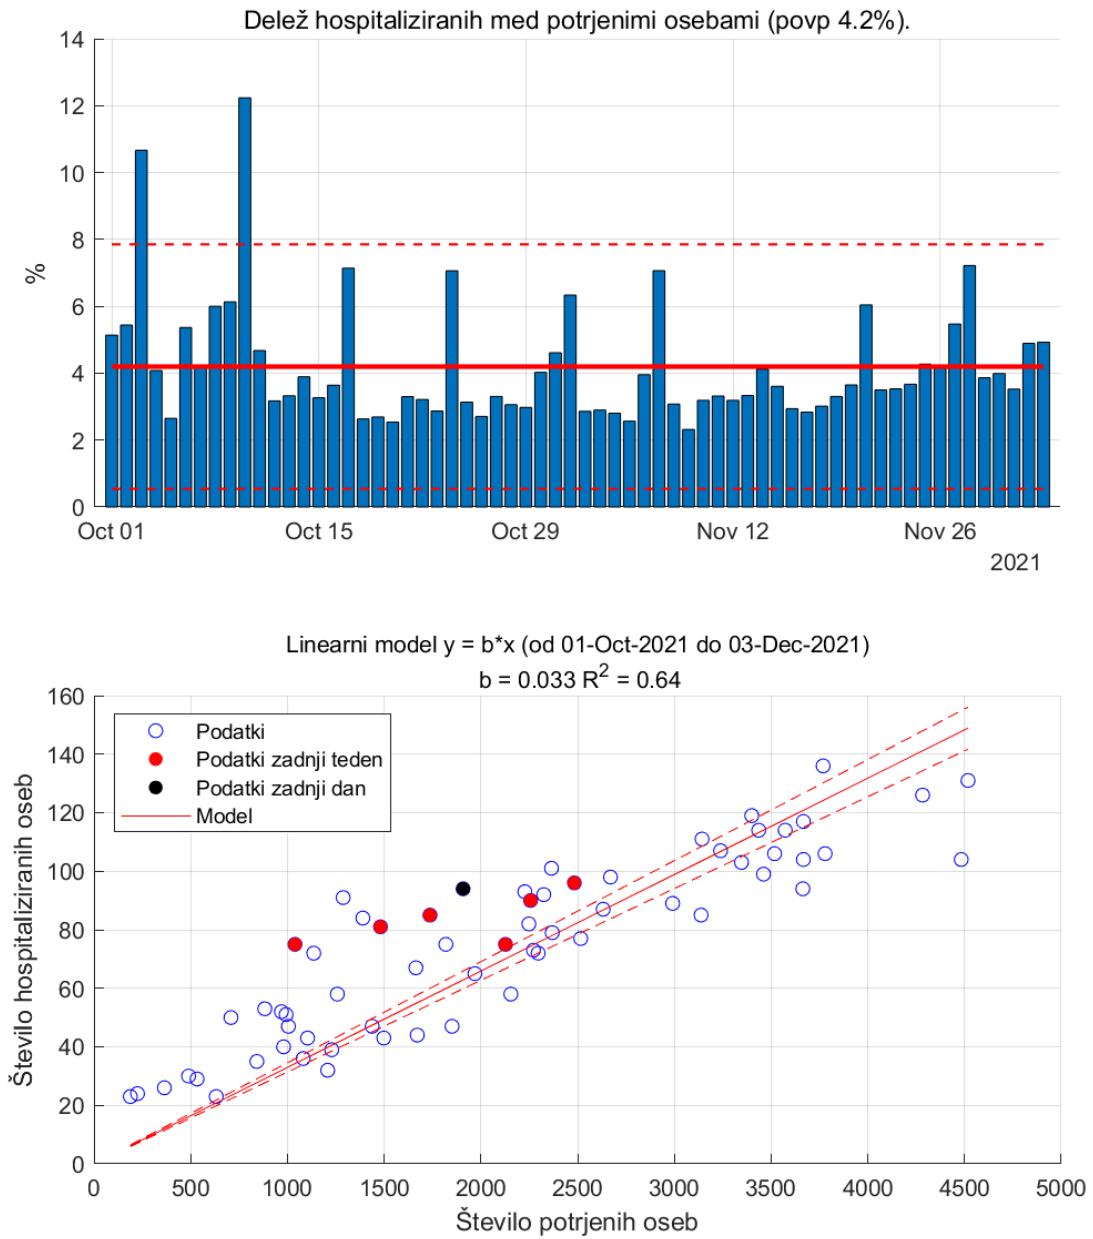 Delež hospitaliziranih med potrjenimi osebami (povp 4.2%).
14
12
10
8
6
4
2
0
%
Oct 01 Oct 15 Oct 29 Nov 12 Nov 26
2021
Linearni model y = b*x (od 01-Oct-2021 do 03-Dec-2021)
b = 0.033 R² = 0.64
160
140
120
100
80
60
40
20
0
Število hospitaliziranih oseb
Podatki
Podatki zadnji teden
Podatki zadnji dan
Model
0 500 1000 1500 2000 2500 3000 3500 4000 4500 5000
Število potrjenih oseb